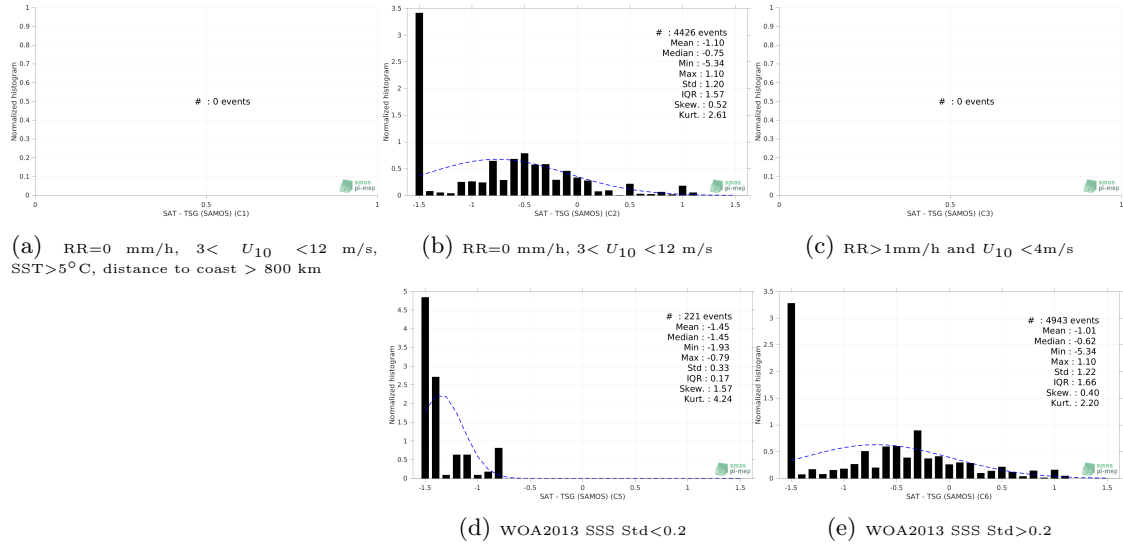 1
0.9
0.8
0.7
0.6
0.5
0.4
0.3
0.2
0.1
0
Normalized histogram
# : 0 events
smos
pi-mep
0 0.5 1
SAT - TSG (SAMOS) (C1)
3.5
3
2.5
2
1.5
1
0.5
0
Normalized histogram
# : 4426 events
Mean : -1.10
Median : -0.75
Min : -5.34
Max : 1.10
Std : 1.20
IQR : 1.57
Skew. : 0.52
Kurt. : 2.61
smos
pi-mep
-1.5 -1 -0.5 0 0.5 1 1.5
SAT - TSG (SAMOS) (C2)
1
0.9
0.8
0.7
0.6
0.5
0.4
0.3
0.2
0.1
0
Normalized histogram
# : 0 events
smos
pi-mep
0 0.5 1
SAT - TSG (SAMOS) (C3)
(a) RR=0 mm/h, 3< U10 <12 m/s,
SST>5°C, distance to coast > 800 km
(b) RR=0 mm/h, 3< U10 <12 m/s
(c) RR>1mm/h and U10 <4m/s
5
4.5
4
3.5
3
2.5
2
1.5
1
0.5
0
Normalized histogram
# : 221 events
Mean : -1.45
Median : -1.45
Min : -1.93
Max : -0.79
Std : 0.33
IQR : 0.17
Skew. : 1.57
Kurt. : 4.24
smos
pi-mep
-1.5 -1 -0.5 0 0.5 1 1.5
SAT - TSG (SAMOS) (C5)
3.5
3
2.5
2
1.5
1
0.5
0
Normalized histogram
# : 4943 events
Mean : -1.01
Median : -0.62
Min : -5.34
Max : 1.10
Std : 1.22
IQR : 1.66
Skew. : 0.40
Kurt. : 2.20
smos
pi-mep
-1.5 -1 -0.5 0 0.5 1 1.5
SAT - TSG (SAMOS) (C6)
(d) WOA2013 SSS Std<0.2
(e) WOA2013 SSS Std>0.2